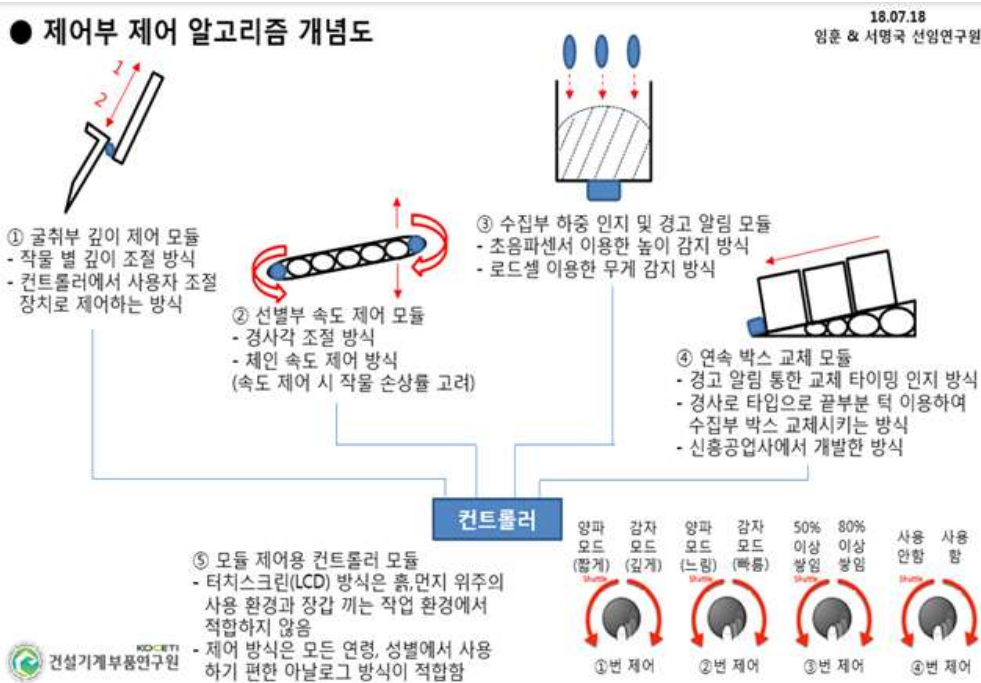 ● 제어부 제어 알고리즘 개념도
18.07.18
임훈 & 서명국 선임연구원
1
2
① 굴취부 깊이 제어 모듈
- 작물 별 깊이 조절 방식
- 컨트롤러에서 사용자 조절
장치로 제어하는 방식
② 선별부 속도 제어 모듈
- 경사각 조절 방식
- 체인 속도 제어 방식
(속도 제어 시 작물 손상률 고려)
③ 수집부 하중 인지 및 경고 알림 모듈
- 초음파센서 이용한 높이 감지 방식
- 로드셀 이용한 무게 감지 방식
④ 연속 박스 교체 모듈
- 경고 알림 통한 교체 타이밍 인지 방식
- 경사로 타입으로 끝부분 턱 이용하여
수집부 박스 교체시키는 방식
- 신흥공업사에서 개발한 방식
컨트롤러
⑤ 모듈 제어용 컨트롤러 모듈
- 터치스크린(LCD) 방식은 흙,먼지 위주의
사용 환경과 장갑 끼는 작업 환경에서
적합하지 않음
- 제어 방식은 모든 연령, 성별에서 사용
하기 편한 아날로그 방식이 적합함
양파 모드 (짧게)
감자 모드 (깊게)
Shuttle
①번 제어
양파 모드 (느림)
감자 모드 (빠름)
Shuttle
②번 제어
50% 이상 쌓임
80% 이상 쌓임
Shuttle
③번 제어
사용 안함
사용 함
Shuttle
④번 제어
KOCETI
건설기계부품연구원